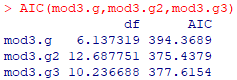 > AIC(mod3.g,mod3.g2,mod3.g3)
df AIC
mod3.g 6.137319 394.3689
mod3.g2 12.687751 375.4379
mod3.g3 10.236688 377.6154